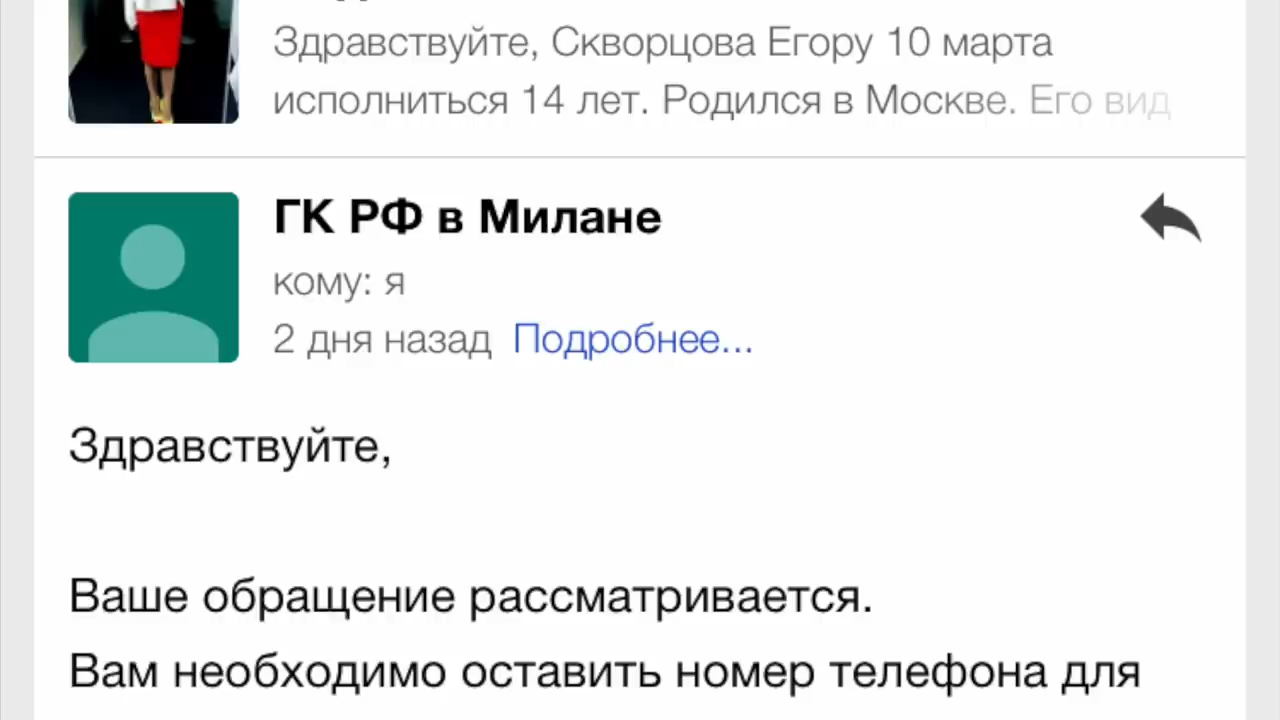 Здравствуйте, Скворцова Егору 10 марта
исполниться 14 лет. Родился в Москве. Его вид
ГК РФ в Милане
кому: я
2 дня назад Подробнее...
Здравствуйте,
Ваше обращение рассматривается.
Вам необходимо оставить номер телефона для